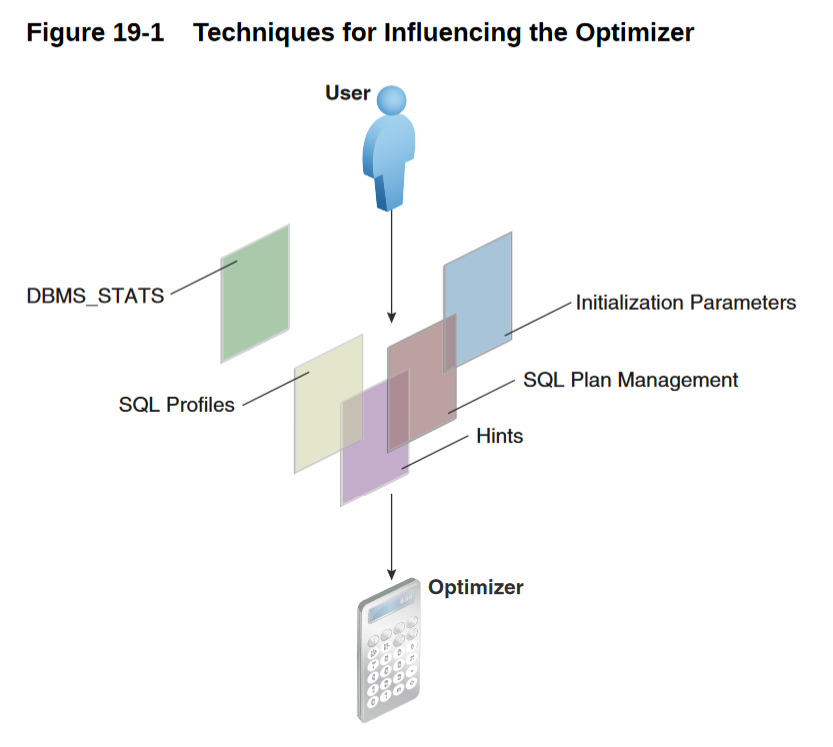 Figure 19-1 Techniques for Influencing the Optimizer
User
DBMS_STATS
Initialization Parameters
SQL Plan Management
SQL Profiles
Hints
Optimizer